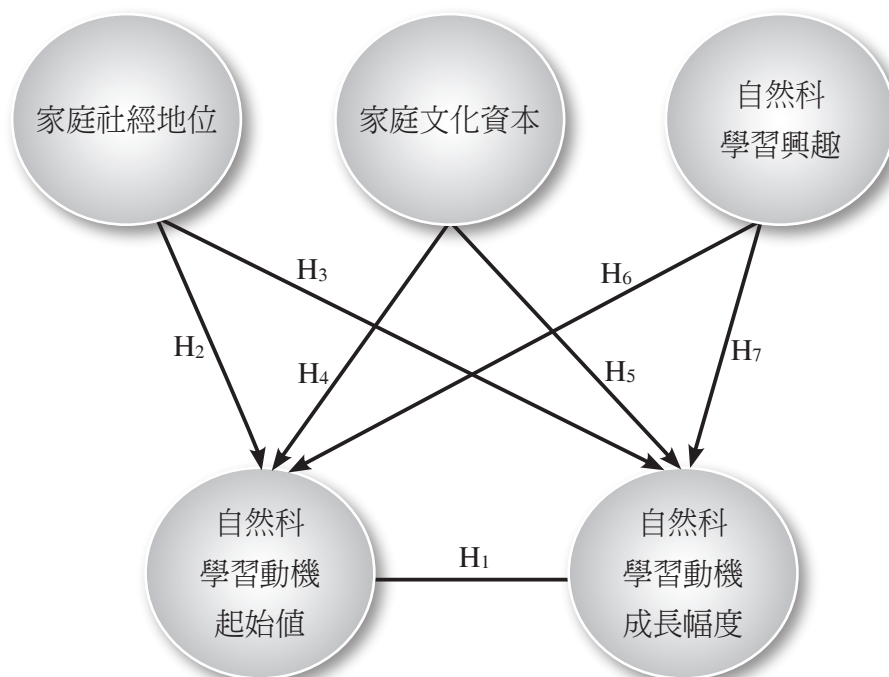 家庭社經地位
家庭文化資本
自然科
學習興趣
H3
H6
H2
H4
H5
H7
自然科
學習動機
起始值
H1
自然科
學習動機
成長幅度